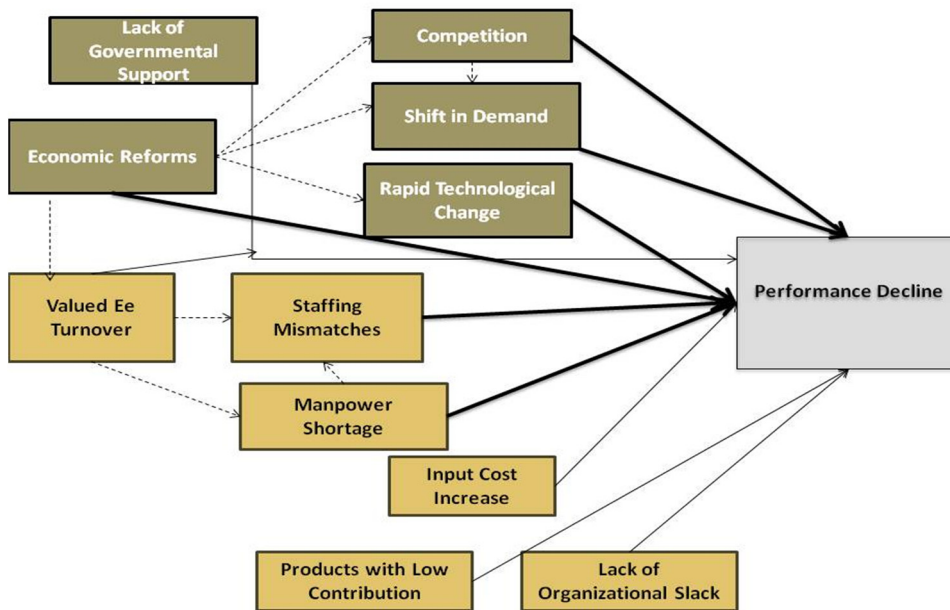 Lack of
Governmental
Support
Competition
Shift in Demand
Economic Reforms
Rapid Technological
Change
Performance Decline
Valued Ee
Turnover
Staffing
Mismatches
Manpower
Shortage
Input Cost
Increase
Products with Low
Contribution
Lack of
Organizational Slack